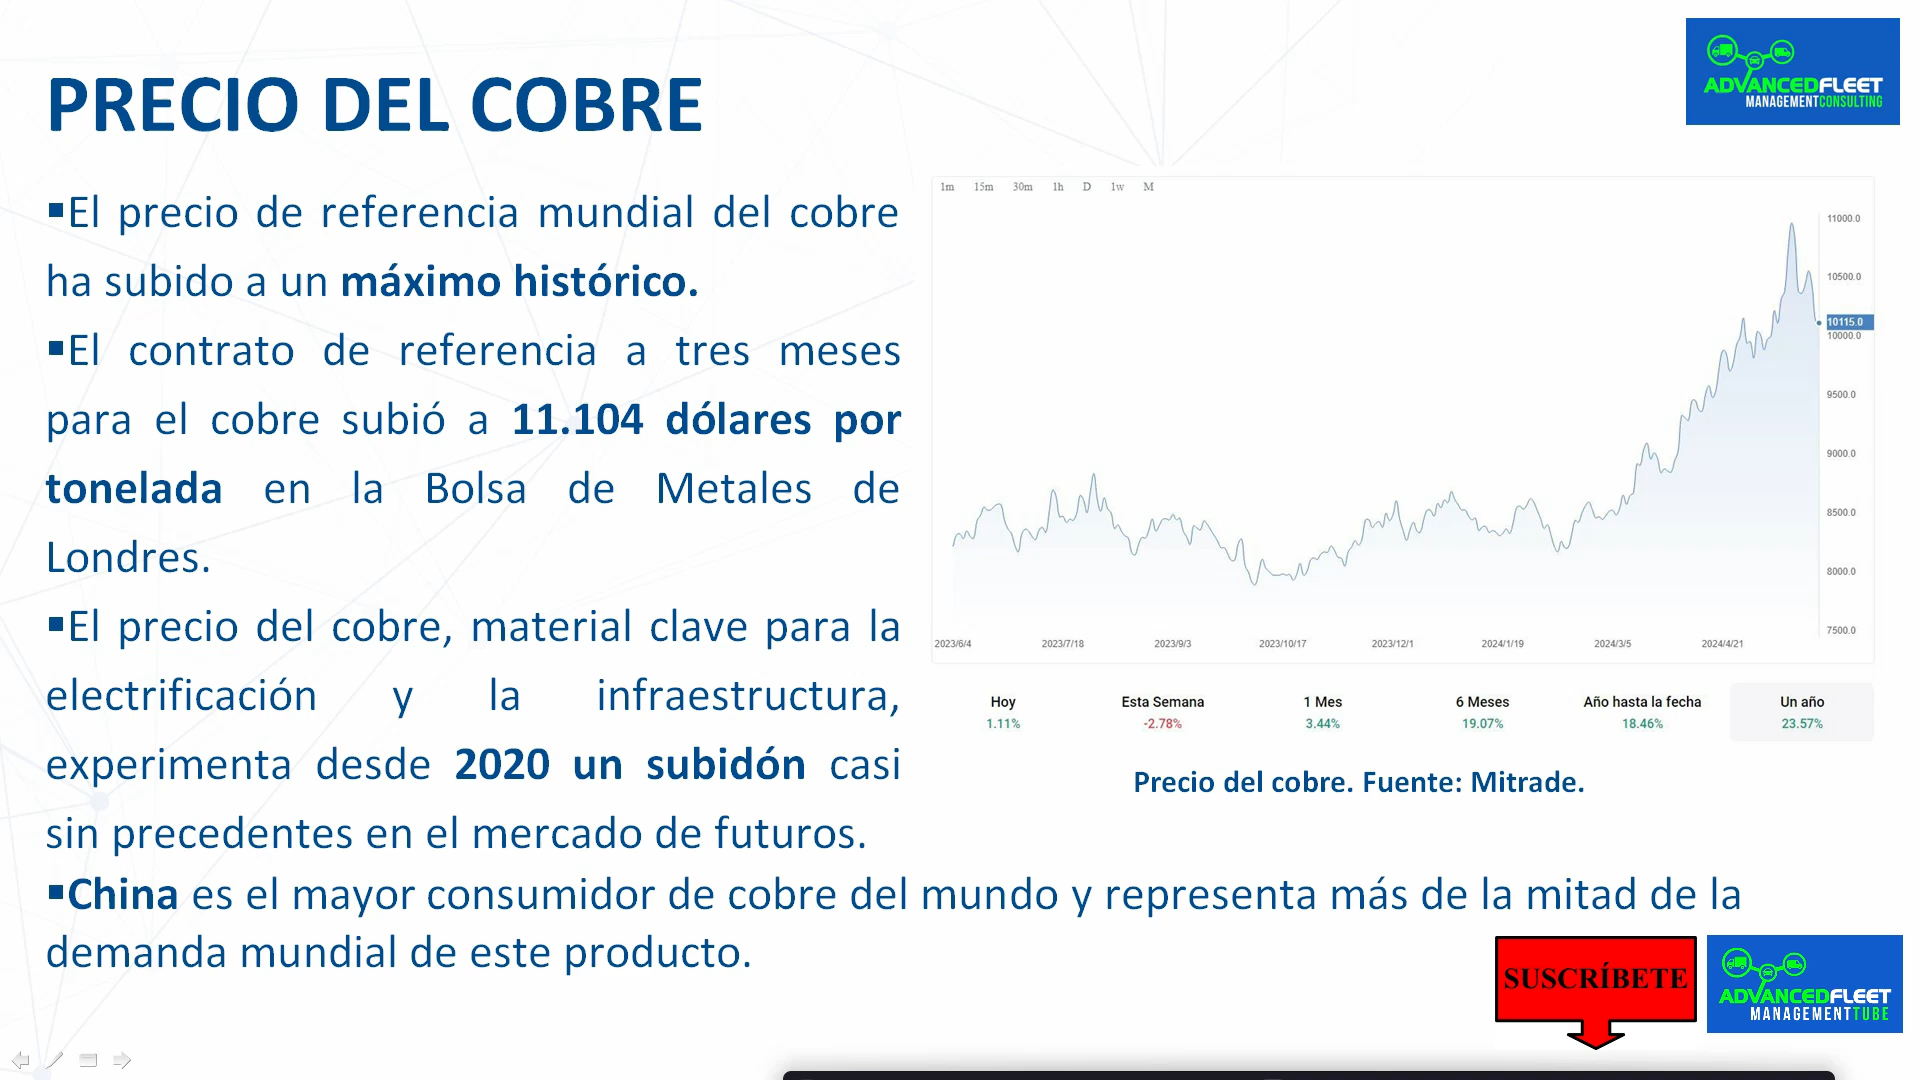 PRECIO DEL COBRE
ADVANCEDFLEET
MANAGEMENTCONSULTING
▪El precio de referencia mundial del cobre
ha subido a un máximo histórico.
▪El contrato de referencia a tres meses
para el cobre subió a 11.104 dólares por
tonelada en la Bolsa de Metales de
Londres.
▪El precio del cobre, material clave para la
electrificación y la infraestructura,
experimenta desde 2020 un subidón casi
sin precedentes en el mercado de futuros.
▪China es el mayor consumidor de cobre del mundo y representa más de la mitad de la
demanda mundial de este producto.
1m 15m 30m 1h D 1w M
11000.0
10500.0
10115.0
10000.0
9500.0
9000.0
8500.0
8000.0
7500.0
2023/6/4 2023/7/18 2023/9/3 2023/10/17 2023/12/1 2024/1/19 2024/3/5 2024/4/21
Hoy Esta Semana 1 Mes 6 Meses Año hasta la fecha Un año
1.11% -2.78% 3.44% 19.07% 18.46% 23.57%
Precio del cobre. Fuente: Mitrade.
SUSCRÍBETE
ADVANCEDFLEET
MANAGEMENTTUBE